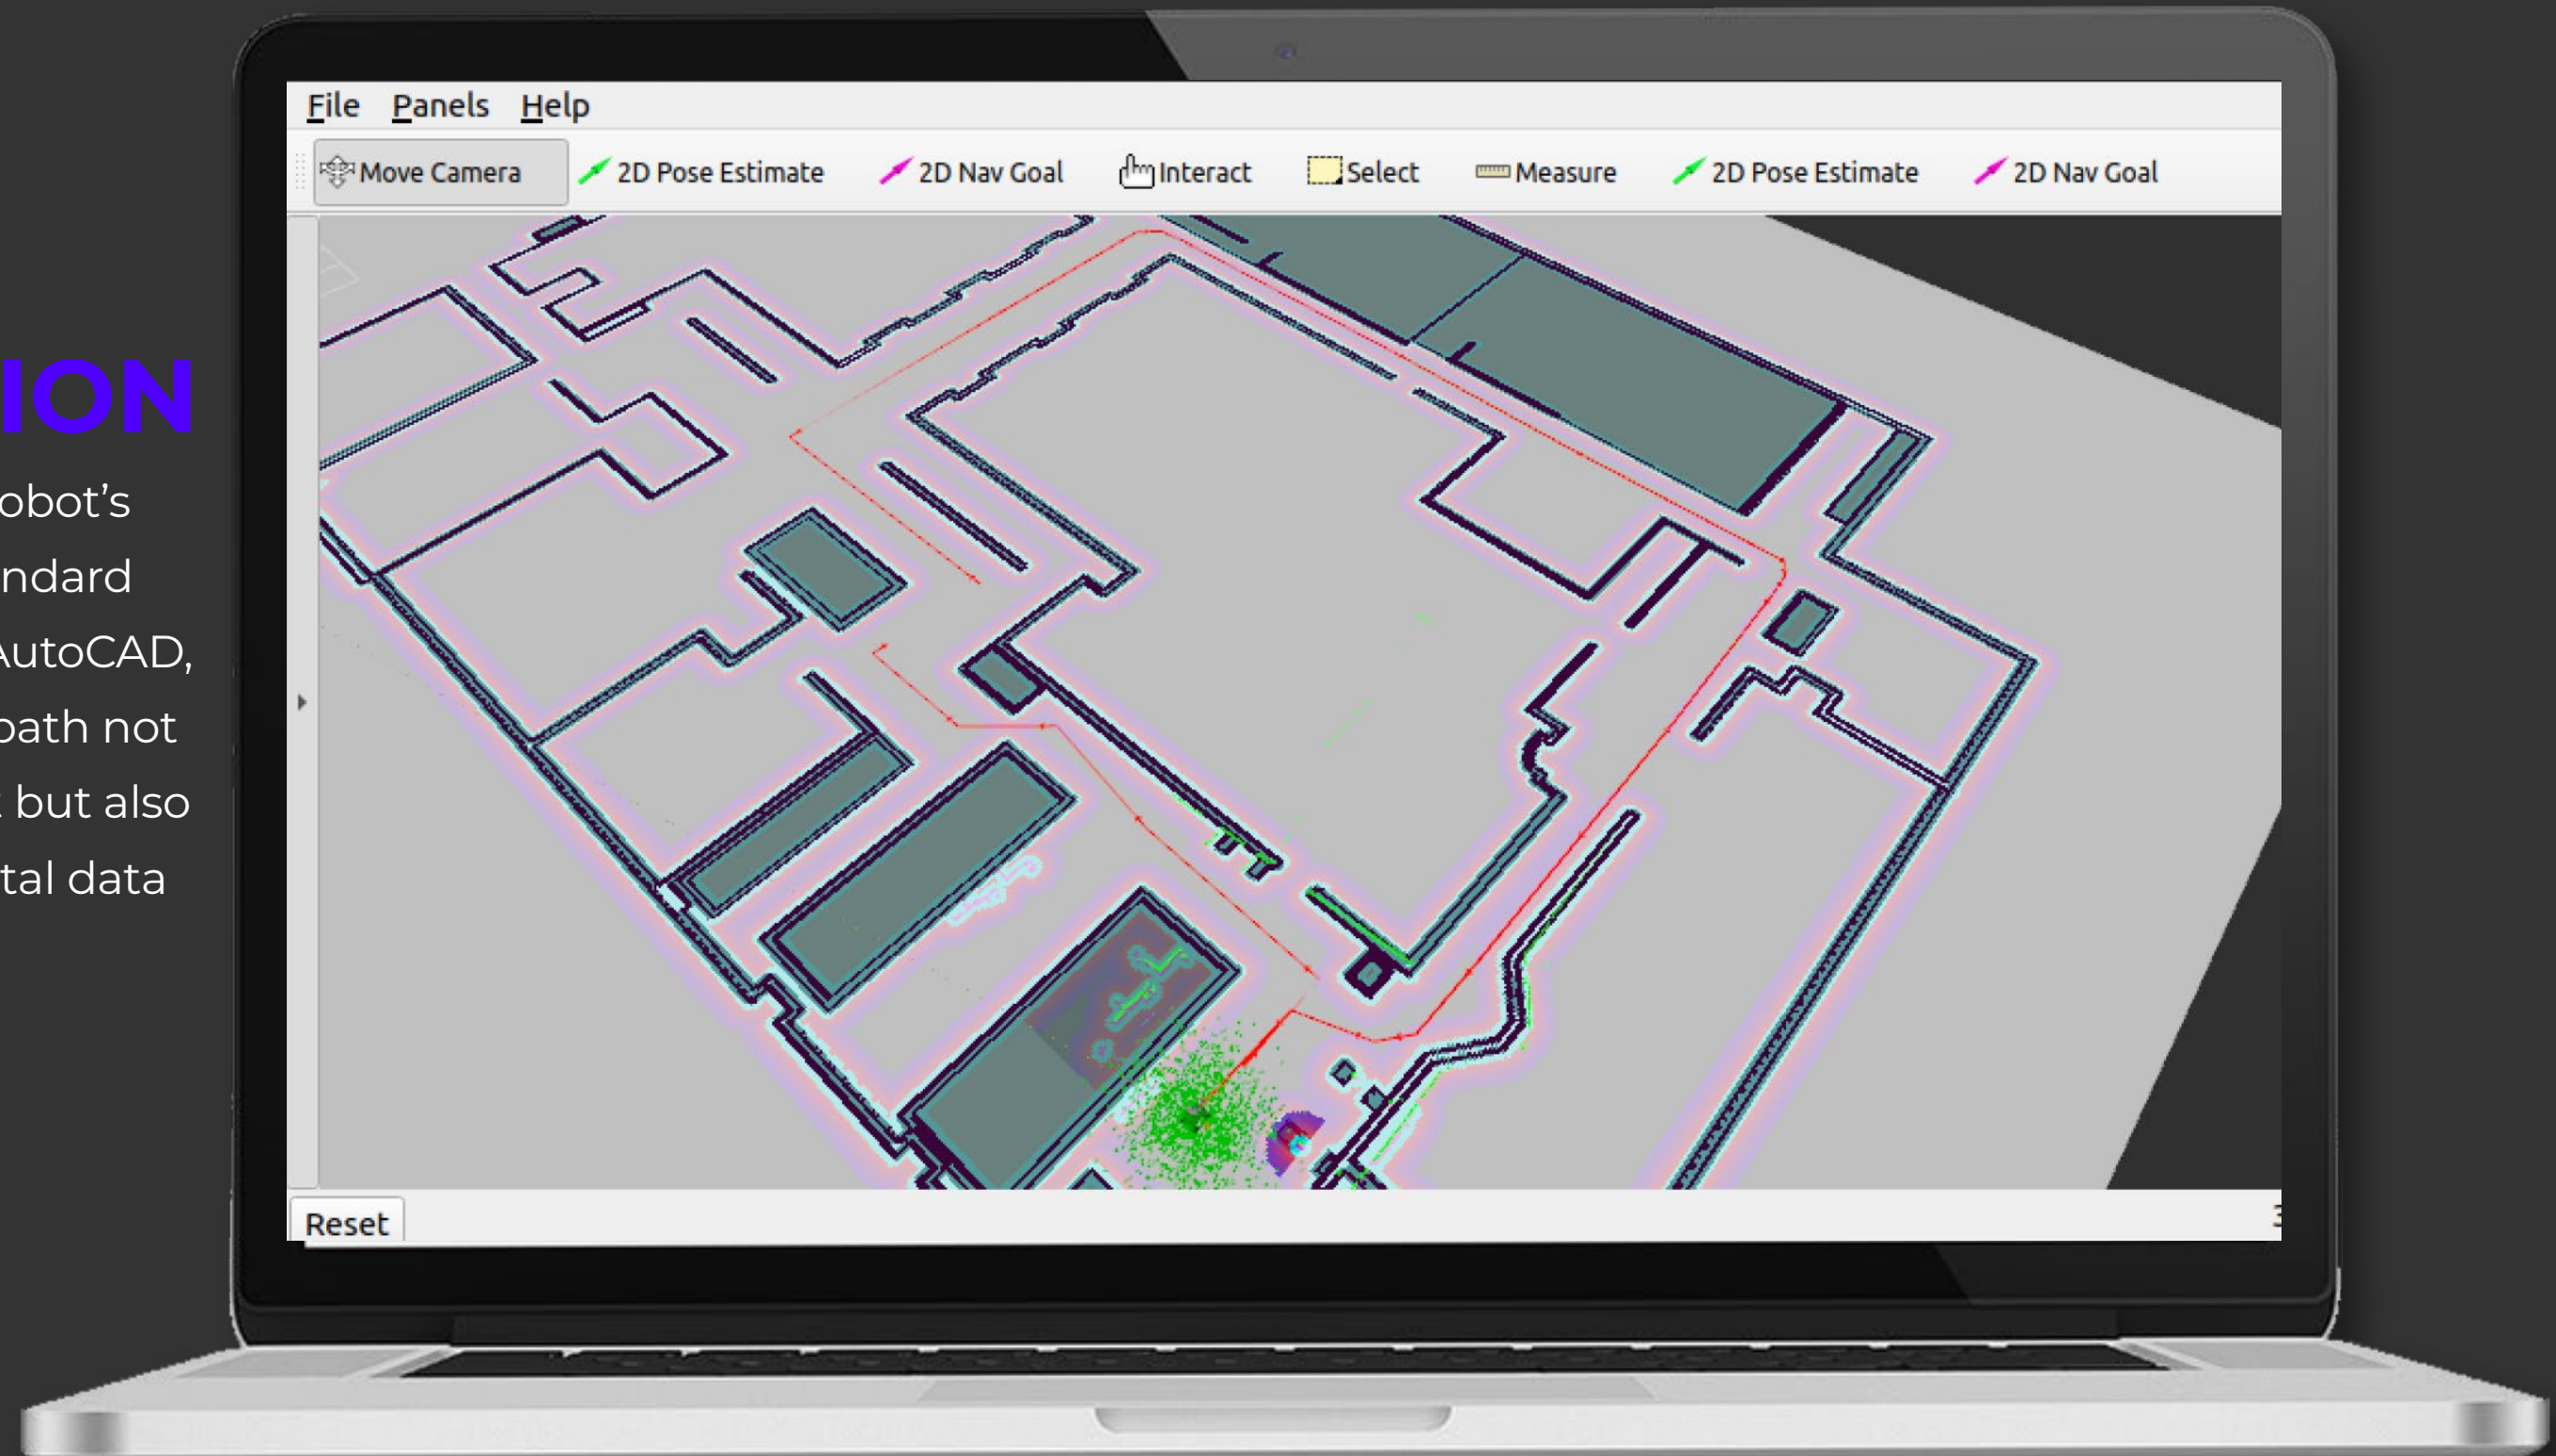 ION
obot's
ndard
AutoCAD,
path not
but also
tal data
File Panels Help
Move Camera 2D Pose Estimate 2D Nav Goal Interact Select Measure 2D Pose Estimate 2D Nav Goal
Reset